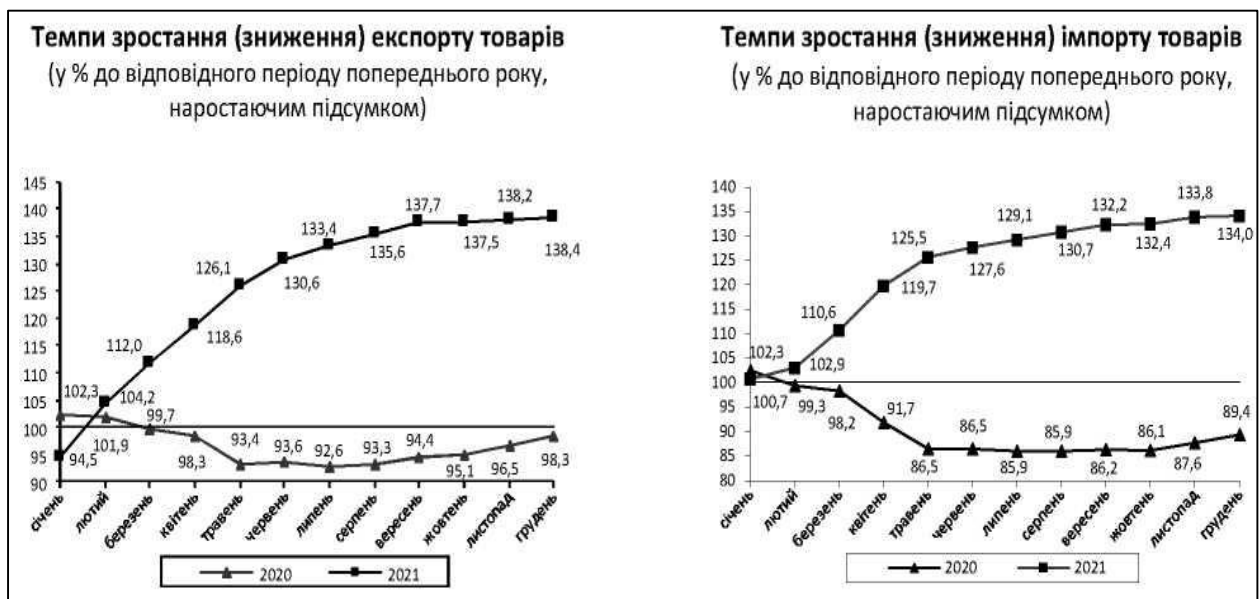 Темпи зростання (зниження) експорту товарів
(у % до відповідного періоду попереднього року,
наростаючим підсумком)
145
140
135
130
125
120
115
110
105
100
95
90
94,5
104,2
112,0
118,6
126,1
130,6
133,4
135,6
137,7
137,5
138,2
138,4
102,3
101,9
99,7
98,3
93,4
93,6
92,6
93,3
94,4
95,1
96,5
98,3
січень
лютий
березень
квітень
травень
червень
липень
серпень
вересень
жовтень
листопад
грудень
2020
2021
Темпи зростання (зниження) імпорту товарів
(у % до відповідного періоду попереднього року,
наростаючим підсумком)
140
135
130
125
120
115
110
105
100
95
90
85
80
100,7
102,9
110,6
119,7
125,5
127,6
129,1
130,7
132,2
132,4
133,8
134,0
102,3
99,3
98,2
91,7
86,5
86,5
85,9
85,9
86,2
86,1
87,6
89,4
січень
лютий
березень
квітень
травень
червень
липень
серпень
вересень
жовтень
листопад
грудень
2020
2021